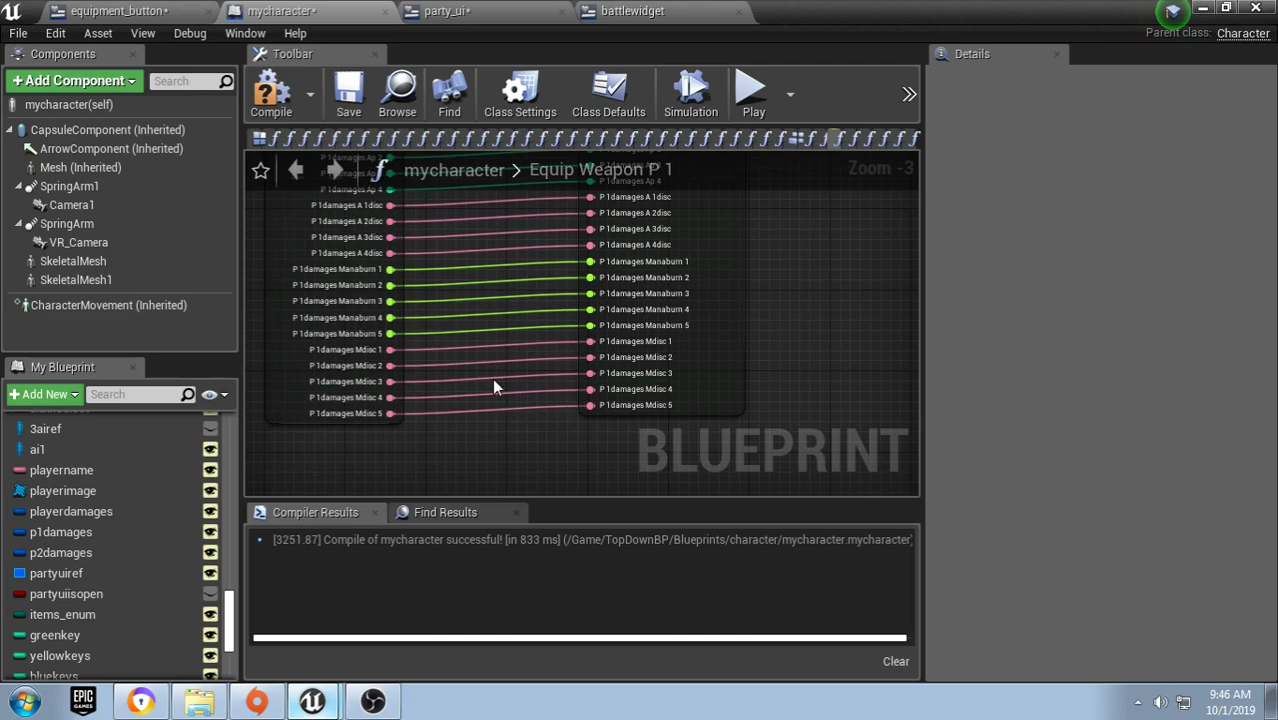 equipment_button*
mycharacter*
party_ui*
battlewidget
File Edit Asset View Debug Window Help
Parent class: Character
Components
Toolbar
Details
+Add Component
Search
Compile
Save
Browse
Find
Class Settings
Class Defaults
Simulation
Play
mycharacter(self)
CapsuleComponent (Inherited)
ArrowComponent (Inherited)
Mesh (Inherited)
SpringArm1
Camera1
SpringArm
VR_Camera
SkeletalMesh
SkeletalMesh1
CharacterMovement (Inherited)
mycharacter > Equip Weapon P 1
Zoom -3
P 1damages Ap 4
P 1damages Ap 4
P 1damages A 1disc
P 1damages A 1disc
P 1damages A 2disc
P 1damages A 2disc
P 1damages A 3disc
P 1damages A 3disc
P 1damages A 4disc
P 1damages A 4disc
P 1damages Manaburn 1
P 1damages Manaburn 1
P 1damages Manaburn 2
P 1damages Manaburn 2
P 1damages Manaburn 3
P 1damages Manaburn 3
P 1damages Manaburn 4
P 1damages Manaburn 4
P 1damages Manaburn 5
P 1damages Manaburn 5
P 1damages Mdisc 1
P 1damages Mdisc 1
P 1damages Mdisc 2
P 1damages Mdisc 2
P 1damages Mdisc 3
P 1damages Mdisc 3
P 1damages Mdisc 4
P 1damages Mdisc 4
P 1damages Mdisc 5
P 1damages Mdisc 5
BLUEPRINT
My Blueprint
+Add New
Search
3airef
ai1
playername
playerimage
playerdamages
p1damages
p2damages
partyuiref
partyuiisopen
items_enum
greenkey
yellowkeys
bluekeys
Compiler Results
Find Results
[3251.87] Compile of mycharacter successful! [in 833 ms] (/Game/TopDownBP/Blueprints/character/mycharacter.mycharacter
Clear
EPIC GAMES
9:46 AM
10/1/2019